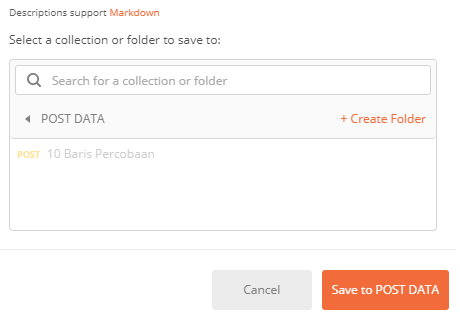 Descriptions support Markdown
Select a collection or folder to save to:
Search for a collection or folder
POST DATA + Create Folder
POST 10 Baris Percobaan
Cancel Save to POST DATA